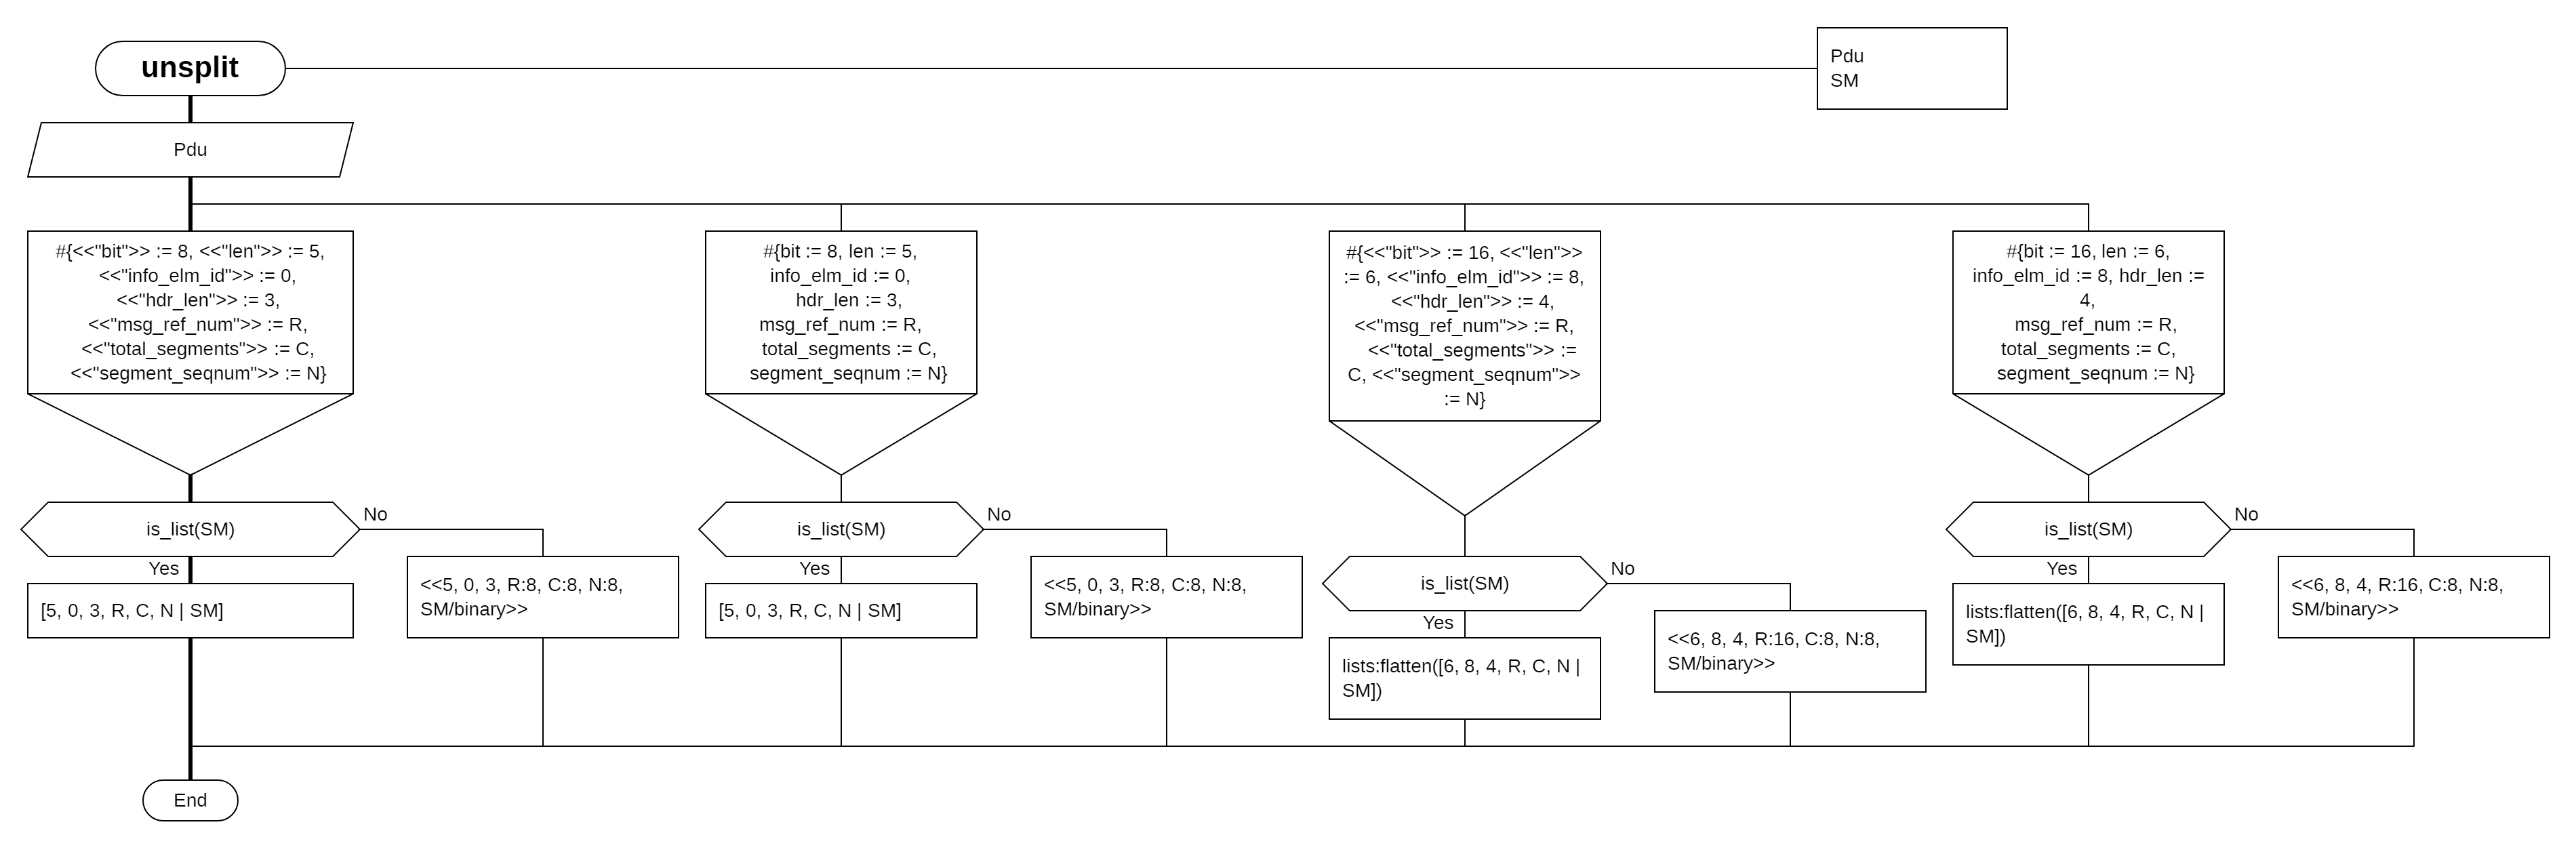 unsplit
Pdu
SM
Pdu
#{<<"bit">> := 8, <<"len">> := 5,
<<"info_elm_id">> := 0,
<<"hdr_len">> := 3,
<<"msg_ref_num">> := R,
<<"total_segments">> := C,
<<"segment_seqnum">> := N}
#{bit := 8, len := 5,
info_elm_id := 0,
hdr_len := 3,
msg_ref_num := R,
total_segments := C,
segment_seqnum := N}
#{<<"bit">> := 16, <<"len">>
:= 6, <<"info_elm_id">> := 8,
<<"hdr_len">> := 4,
<<"msg_ref_num">> := R,
<<"total_segments">> :=
C, <<"segment_seqnum">>
:= N}
#{bit := 16, len := 6,
info_elm_id := 8, hdr_len :=
4,
msg_ref_num := R,
total_segments := C,
segment_seqnum := N}
is_list(SM)
No
Yes
[5, 0, 3, R, C, N | SM]
<<5, 0, 3, R:8, C:8, N:8,
SM/binary>>
is_list(SM)
No
Yes
[5, 0, 3, R, C, N | SM]
<<5, 0, 3, R:8, C:8, N:8,
SM/binary>>
is_list(SM)
No
Yes
lists:flatten([6, 8, 4, R, C, N |
SM])
<<6, 8, 4, R:16, C:8, N:8,
SM/binary>>
is_list(SM)
No
Yes
lists:flatten([6, 8, 4, R, C, N |
SM])
<<6, 8, 4, R:16, C:8, N:8,
SM/binary>>
End